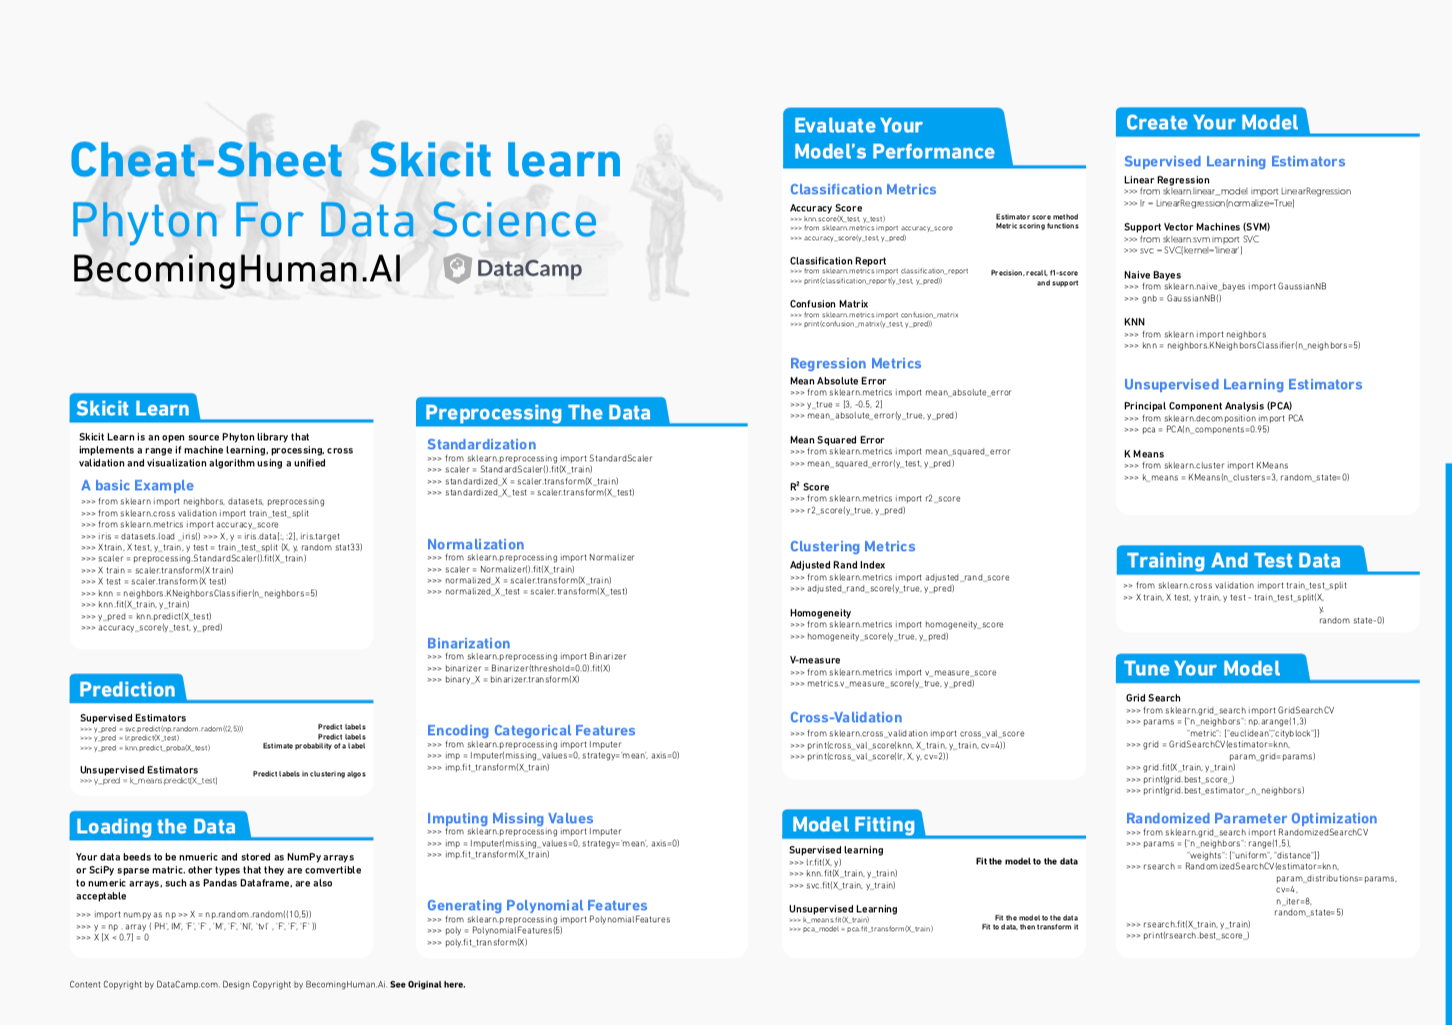 Cheat-Sheet Skicit learn
Phyton For Data Science
BecomingHuman.AI DataCamp
Skicit Learn
Skicit Learn is an open source Phyton library that
implements a range if machine learning, processing, cross
validation and visualization algorithm using a unified
A basic Example
>>> from sklearn import neighbors, datasets, preprocessing
>>> from sklearn.cross validation import train_test_split
>>> from sklearn.metrics import accuracy_score
>>> iris = datasets.load _iris() >>> X, y = iris.data[:, :2], iris.target
>>> Xtrain, X test, y_train, y test = train_test_split (X, y, random stat33)
>>> scaler = preprocessing.StandardScaler().fit(X_train)
>>> X train = scaler.transform(X train)
>>> X test = scaler.transform(X test)
>>> knn = neighbors.KNeighborsClassifier(n_neighbors=5)
>>> knn.fit(X_train, y_train)
>>> y_pred = knn.predict(X_test)
>>> accuracy_score(y_test, y_pred)
Prediction
Supervised Estimators
>>> y_pred = svc.predict(np.random.radom((2,5))) Predict labels
>>> y_pred = lr.predict(X_test) Predict labels
>>> y_pred = knn.predict_proba(X_test) Estimate probability of a label
Unsupervised Estimators
>>> y_pred = k_means.predict(X_test) Predict labels in clustering algos
Loading the Data
Your data beeds to be nmueric and stored as NumPy arrays
or SciPy sparse matric. other types that they are comvertible
to numeric arrays, such as Pandas Dataframe, are also
acceptable
>>> import numpy as np >> X = np.random.random((10,5))
>>> y = np . array ( PH', IM', 'F', 'F' , 'M', 'F', 'NI', 'tvl' , 'F', 'F', 'F' ))
>>> X [X < 0.7] = 0
Preprocessing The Data
Standardization
>>> from sklearn.preprocessing import StandardScaler
>>> scaler = StandardScaler().fit(X_train)
>>> standardized_X = scaler.transform(X_train)
>>> standardized_X_test = scaler.transform(X_test)
Normalization
>>> from sklearn.preprocessing import Normalizer
>>> scaler = Normalizer().fit(X_train)
>>> normalized_X = scaler.transform(X_train)
>>> normalized_X_test = scaler.transform(X_test)
Binarization
>>> from sklearn.preprocessing import Binarizer
>>> binarizer = Binarizer(threshold=0.0).fit(X)
>>> binary_X = binarizer.transform(X)
Encoding Categorical Features
>>> from sklearn.preprocessing import Imputer
>>> imp = Imputer(missing_values=0, strategy='mean', axis=0)
>>> imp.fit_transform(X_train)
Imputing Missing Values
>>> from sklearn.preprocessing import Imputer
>>> imp = Imputer(missing_values=0, strategy='mean', axis=0)
>>> imp.fit_transform(X_train)
Generating Polynomial Features
>>> from sklearn.preprocessing import PolynomialFeatures
>>> poly = PolynomialFeatures(5)
>>> poly.fit_transform(X)
Evaluate Your
Model's Performance
Classification Metrics
Accuracy Score
>>> knn.score(X_test, y_test) Estimator score method
>>> from sklearn.metrics import accuracy_score Metric scoring functions
>>> accuracy_score(y_test, y_pred)
Classification Report
>>> from sklearn.metrics import classification_report Precision, recall, f1-score
>>> print(classification_report(y_test, y_pred)) and support
Confusion Matrix
>>> from sklearn.metrics import confusion_matrix
>>> print(confusion_matrix(y_test, y_pred))
Regression Metrics
Mean Absolute Error
>>> from sklearn.metrics import mean_absolute_error
>>> y_true = [3, -0.5, 2]
>>> mean_absolute_error(y_true, y_pred)
Mean Squared Error
>>> from sklearn.metrics import mean_squared_error
>>> mean_squared_error(y_test, y_pred)
R² Score
>>> from sklearn.metrics import r2_score
>>> r2_score(y_true, y_pred)
Clustering Metrics
Adjusted Rand Index
>>> from sklearn.metrics import adjusted_rand_score
>>> adjusted_rand_score(y_true, y_pred)
Homogeneity
>>> from sklearn.metrics import homogeneity_score
>>> homogeneity_score(y_true, y_pred)
V-measure
>>> from sklearn.metrics import v_measure_score
>>> metrics.v_measure_score(y_true, y_pred)
Cross-Validation
>>> from sklearn.cross_validation import cross_val_score
>>> print(cross_val_score(knn, X_train, y_train, cv=4))
>>> print(cross_val_score(lr, X, y, cv=2))
Model Fitting
Supervised learning
>>> lr.fit(X, y) Fit the model to the data
>>> knn.fit(X_train, y_train)
>>> svc.fit(X_train, y_train)
Unsupervised Learning
>>> k_means.fit(X_train) Fit the model to the data
>>> pca_model = pca.fit_transform(X_train) Fit to data, then transform it
Create Your Model
Supervised Learning Estimators
Linear Regression
>>> from sklearn.linear_model import LinearRegression
>>> lr = LinearRegression(normalize=True)
Support Vector Machines (SVM)
>>> from sklearn.svm import SVC
>>> svc = SVC(kernel='linear')
Naive Bayes
>>> from sklearn.naive_bayes import GaussianNB
>>> gnb = GaussianNB()
KNN
>>> from sklearn import neighbors
>>> knn = neighbors.KNeighborsClassifier(n_neighbors=5)
Unsupervised Learning Estimators
Principal Component Analysis (PCA)
>>> from sklearn.decomposition import PCA
>>> pca = PCA(n_components=0.95)
K Means
>>> from sklearn.cluster import KMeans
>>> k_means = KMeans(n_clusters=3, random_state=0)
Training And Test Data
>> from sklearn.cross validation import train_test_split
>> X train, X test, y train, y test - train_test_split(X,
y,
random state-0)
Tune Your Model
Grid Search
>>> from sklearn.grid_search import GridSearchCV
>>> params = {"n_neighbors": np.arange(1,3)
"metric": ["euclidean","cityblock"]}
>>> grid = GridSearchCV(estimator=knn,
param_grid=params)
>>> grid.fit(X_train, y_train)
>>> print(grid.best_score_)
>>> print(grid.best_estimator_.n_neighbors)
Randomized Parameter Optimization
>>> from sklearn.grid_search import RandomizedSearchCV
>>> params = {"n_neighbors": range(1,5),
"weights": ["uniform", "distance"]}
>>> rsearch = RandomizedSearchCV(estimator=knn,
param_distributions=params,
cv=4,
n_iter=8,
random_state=5)
>>> rsearch.fit(X_train, y_train)
>>> print(rsearch.best_score_)
Content Copyright by DataCamp.com. Design Copyright by BecomingHuman.Ai. See Original here.